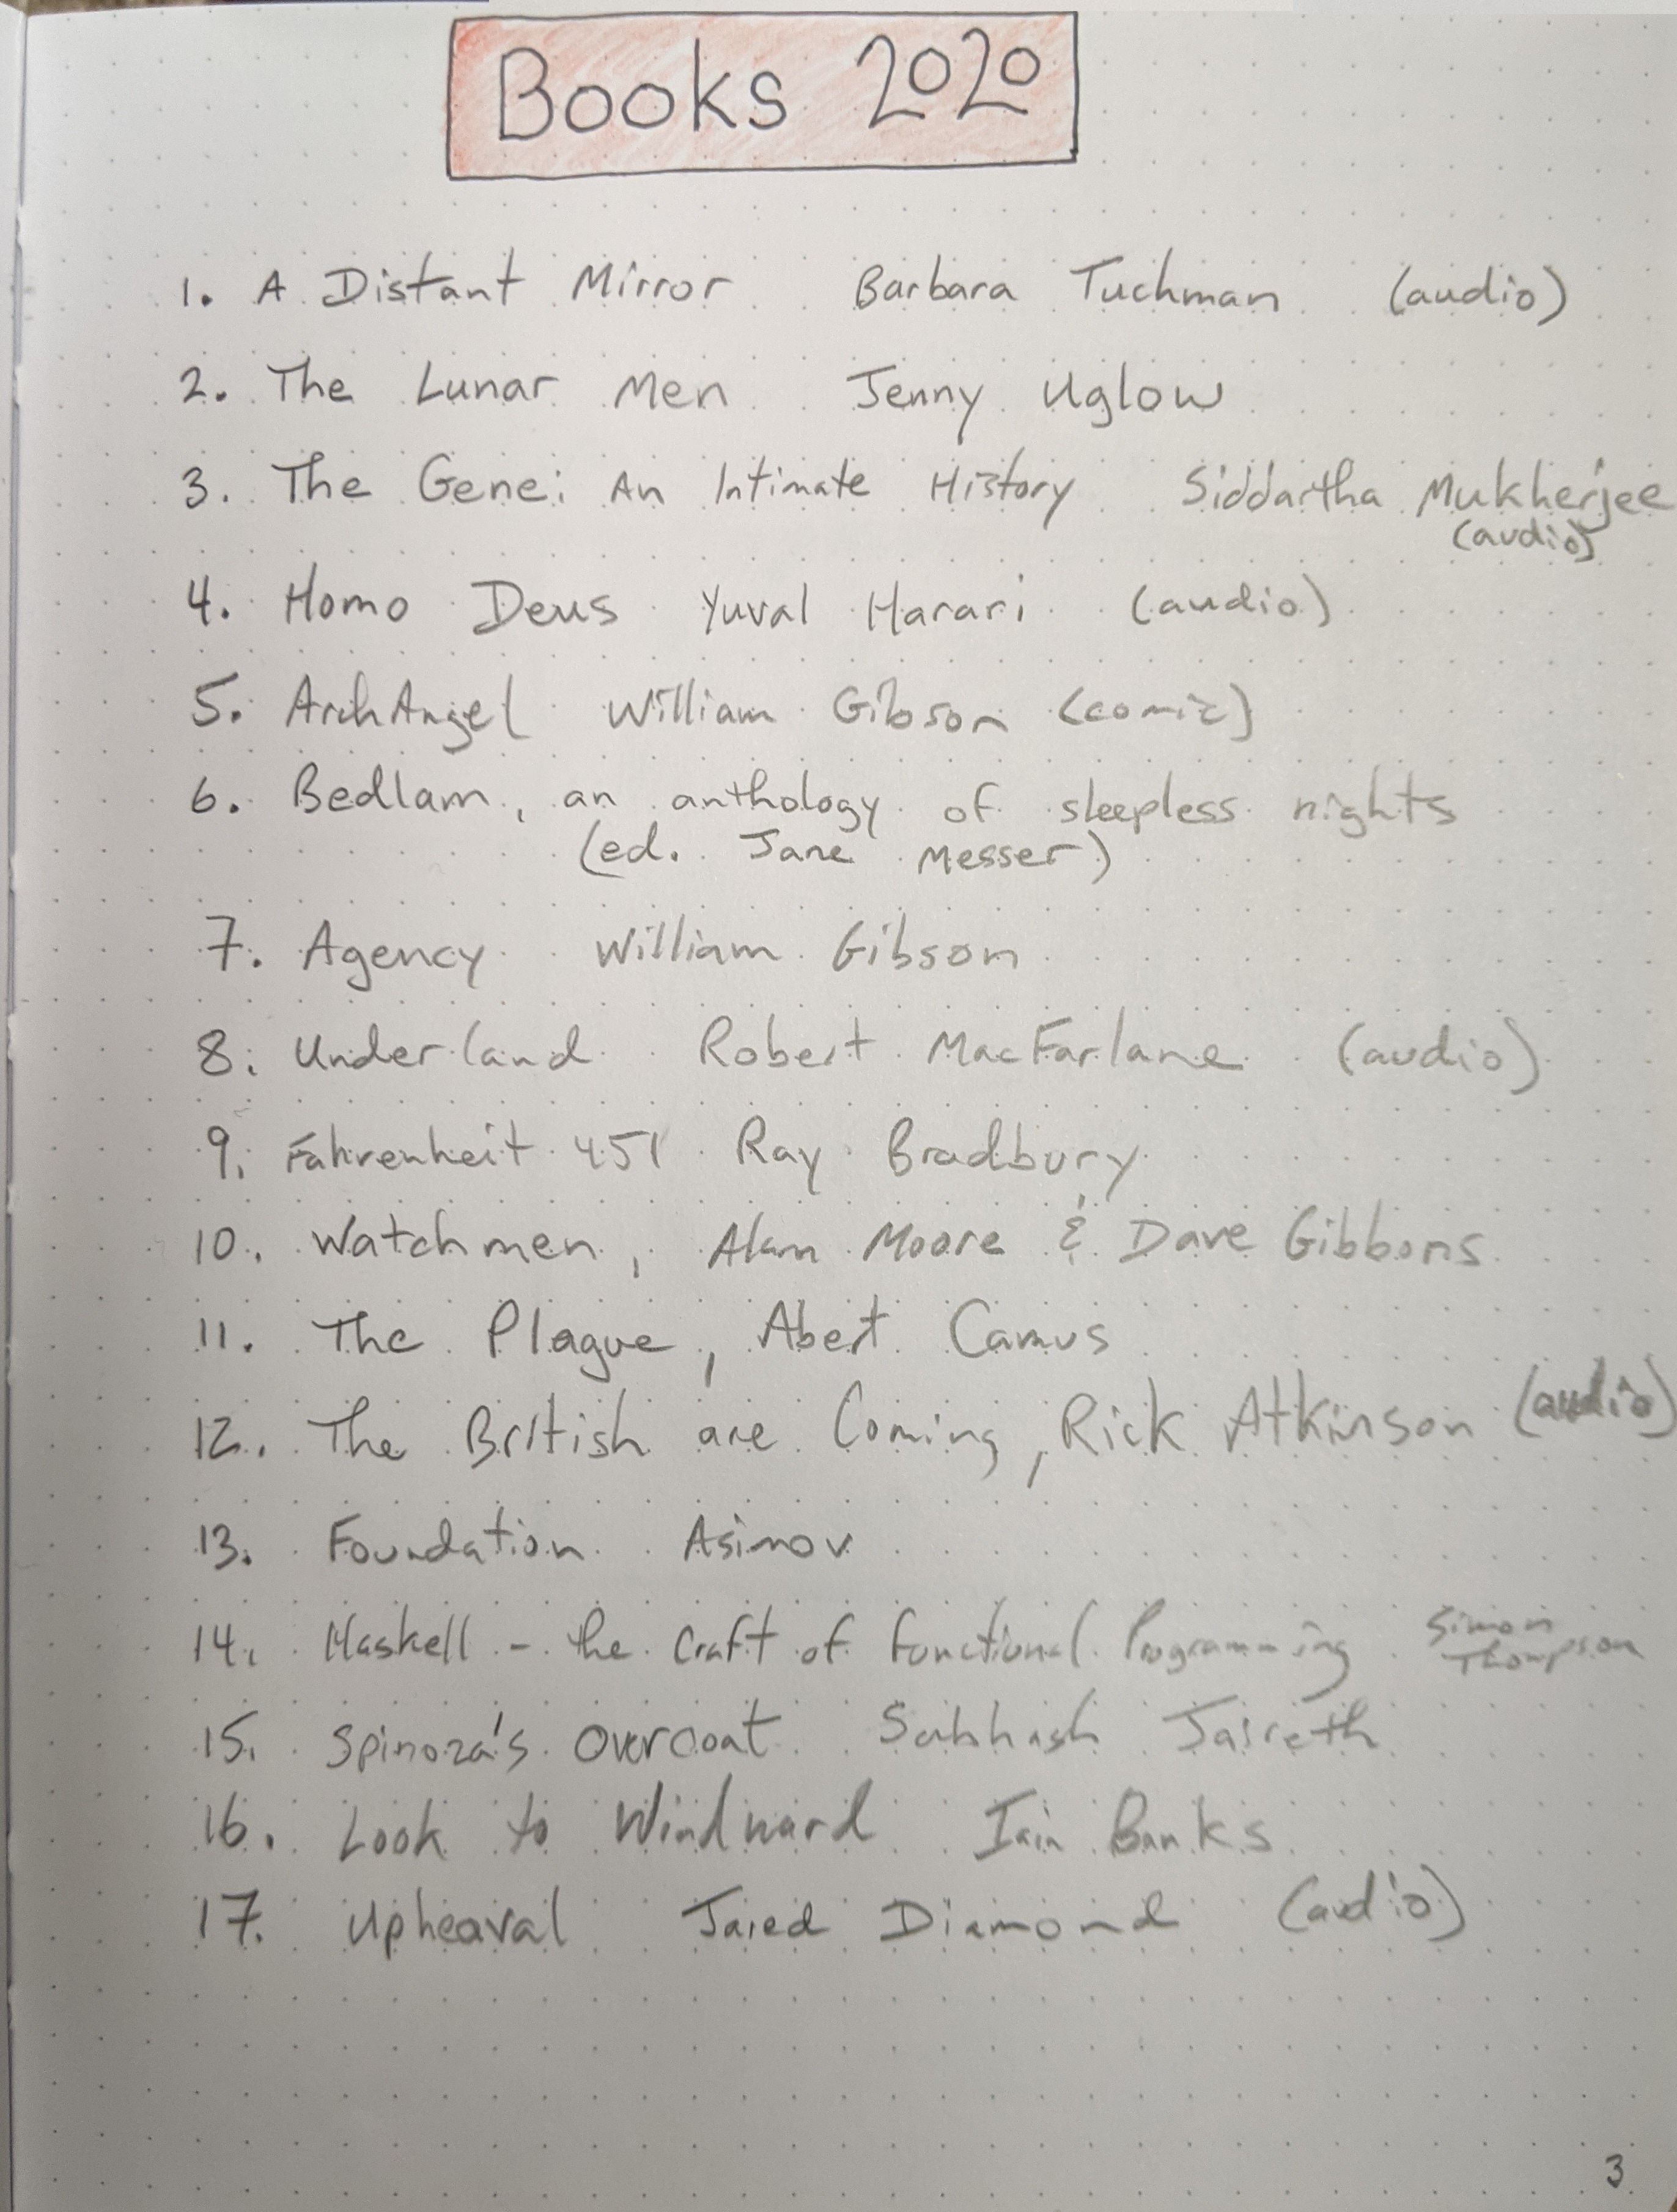 Books 2020
1. A Distant Mirror Barbara Tuchman (audio)
2. The Lunar Men Jenny Uglow
3. The Gene: An Intimate History Siddartha Mukherjee
(audio)
4. Homo Deus Yuval Harari (audio)
5. ArchAngel William Gibson (comic)
6. Bedlam, an anthology of sleepless nights
(ed. Jane Messer)
7. Agency William Gibson
8. Underland Robert MacFarlane (audio)
9. Fahrenheit 451 Ray Bradbury
10. Watchmen, Alan Moore & Dave Gibbons
11. The Plague, Abert Camus
12. The British are Coming, Rick Atkinson (audio)
13. Foundation Asimov
14. Haskell - the Craft of Functional Programming Simon
Thompson
15. Spinoza's Overcoat Subhash Jaireth
16. Look to Windward Iain Banks
17. Upheaval Jared Diamond (audio)
3